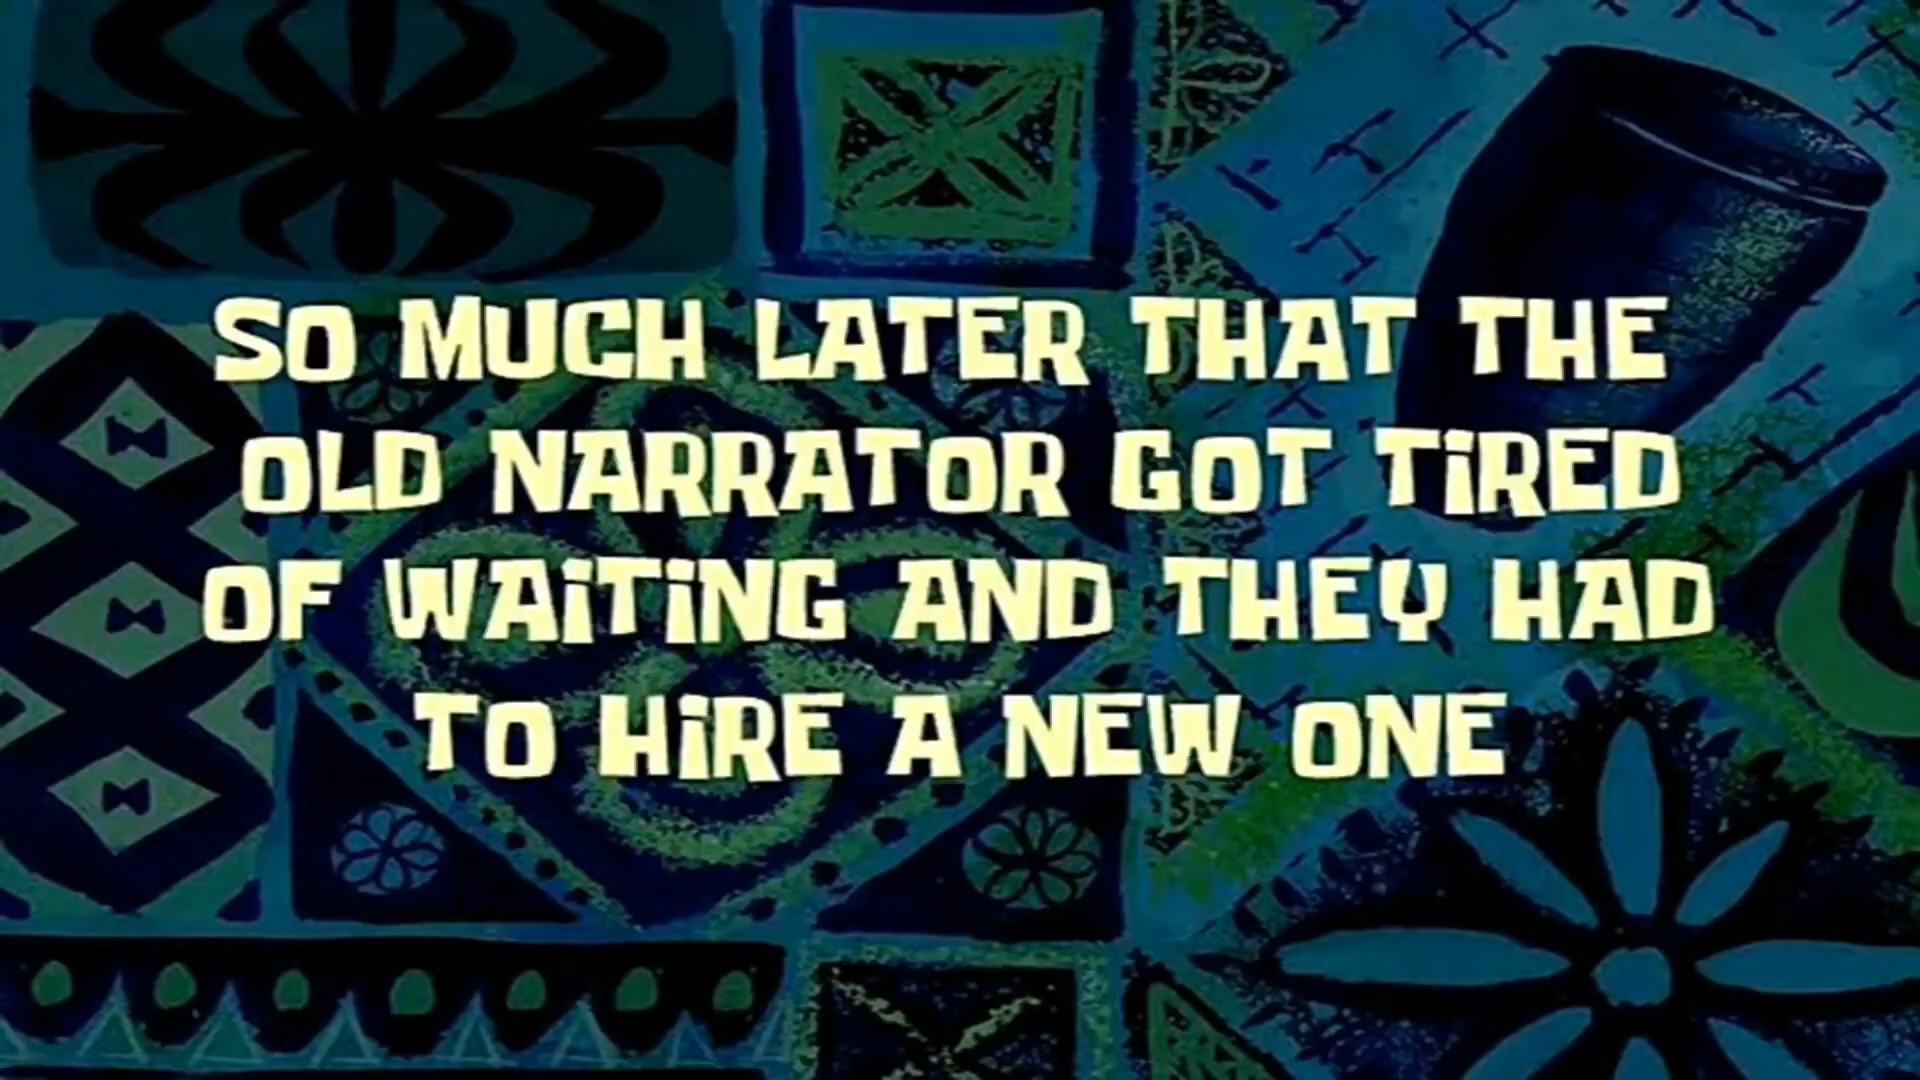 SO MUCH LATER THAT THE
OLD NARRATOR GOT TiRED
OF WAiTiNG AND THEY HAD
TO HiRE A NEW ONE